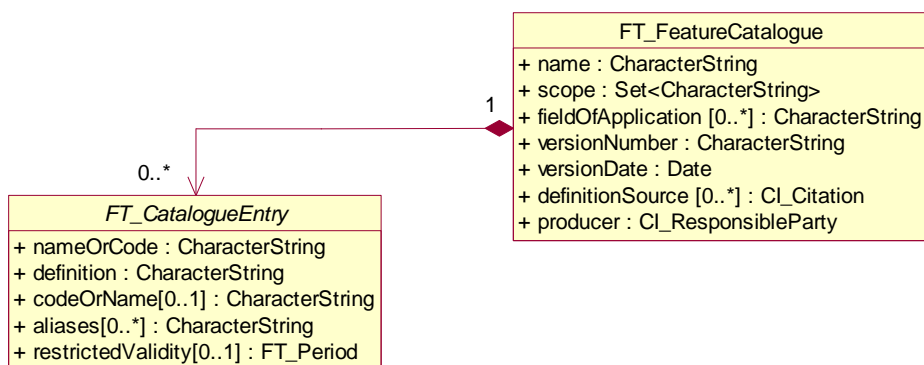 FT_FeatureCatalogue
+ name : CharacterString
+ scope : Set<CharacterString>
+ fieldOfApplication [0..*] : CharacterString
+ versionNumber : CharacterString
+ versionDate : Date
+ definitionSource [0..*] : CI_Citation
+ producer : CI_ResponsibleParty
1
0..*
FT_CatalogueEntry
+ nameOrCode : CharacterString
+ definition : CharacterString
+ codeOrName[0..1] : CharacterString
+ aliases[0..*] : CharacterString
+ restrictedValidity[0..1] : FT_Period